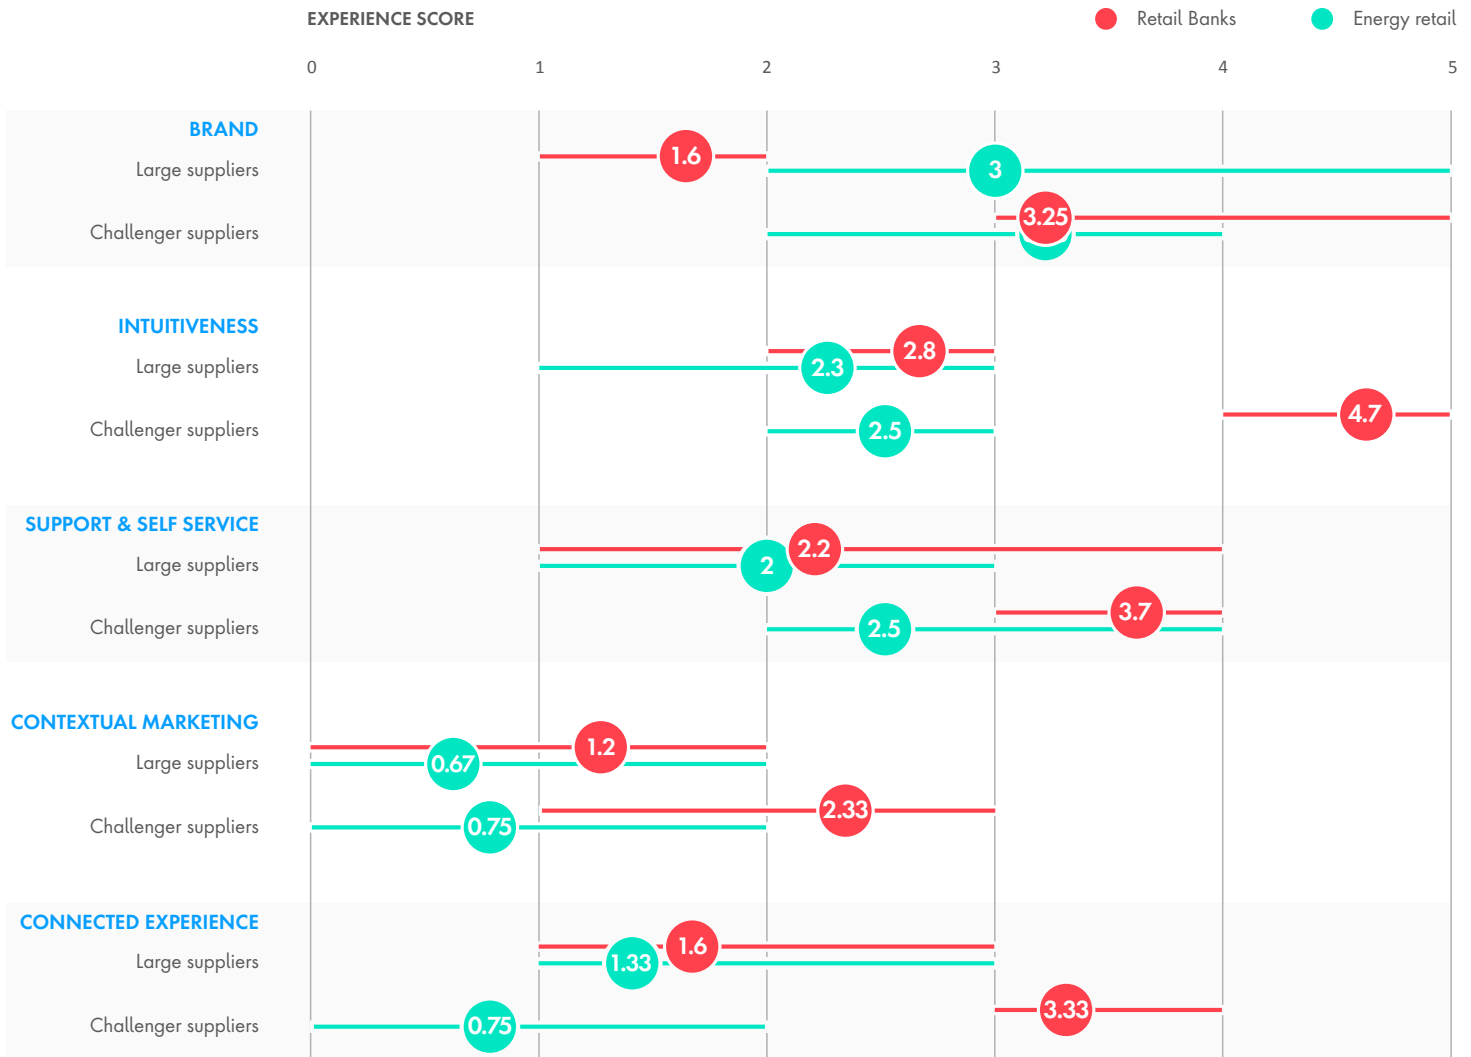 EXPERIENCE SCORE
Retail Banks
Energy retail
0 1 2 3 4 5
BRAND
1.6
Large suppliers
3
3.25
Challenger suppliers
INTUITIVENESS
2.8
Large suppliers
2.3
4.7
Challenger suppliers
2.5
SUPPORT & SELF SERVICE
2.2
Large suppliers
2
3.7
Challenger suppliers
2.5
CONTEXTUAL MARKETING
1.2
Large suppliers
0.67
2.33
Challenger suppliers
0.75
CONNECTED EXPERIENCE
1.6
Large suppliers
1.33
3.33
Challenger suppliers
0.75